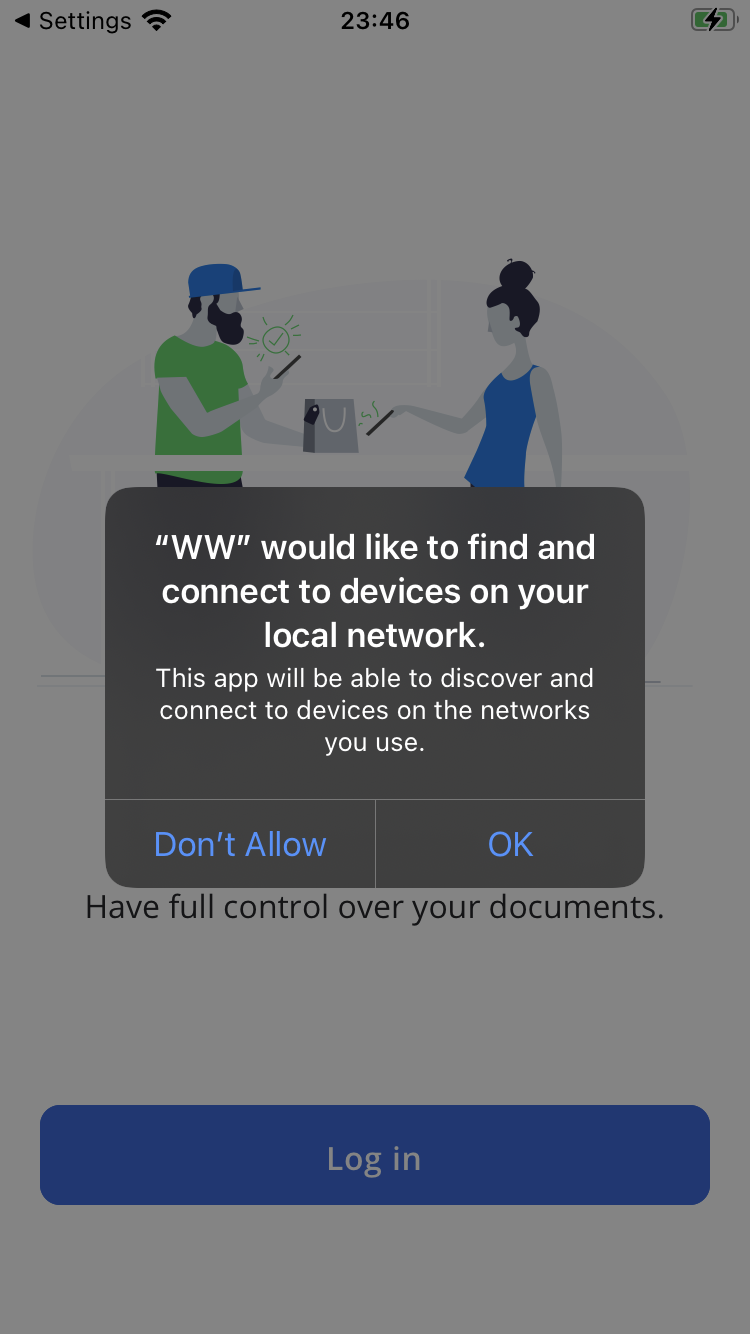 Settings
23:46
“WW” would like to find and
connect to devices on your
local network.
This app will be able to discover and
connect to devices on the networks
you use.
Don’t Allow
OK
Have full control over your documents.
Log in